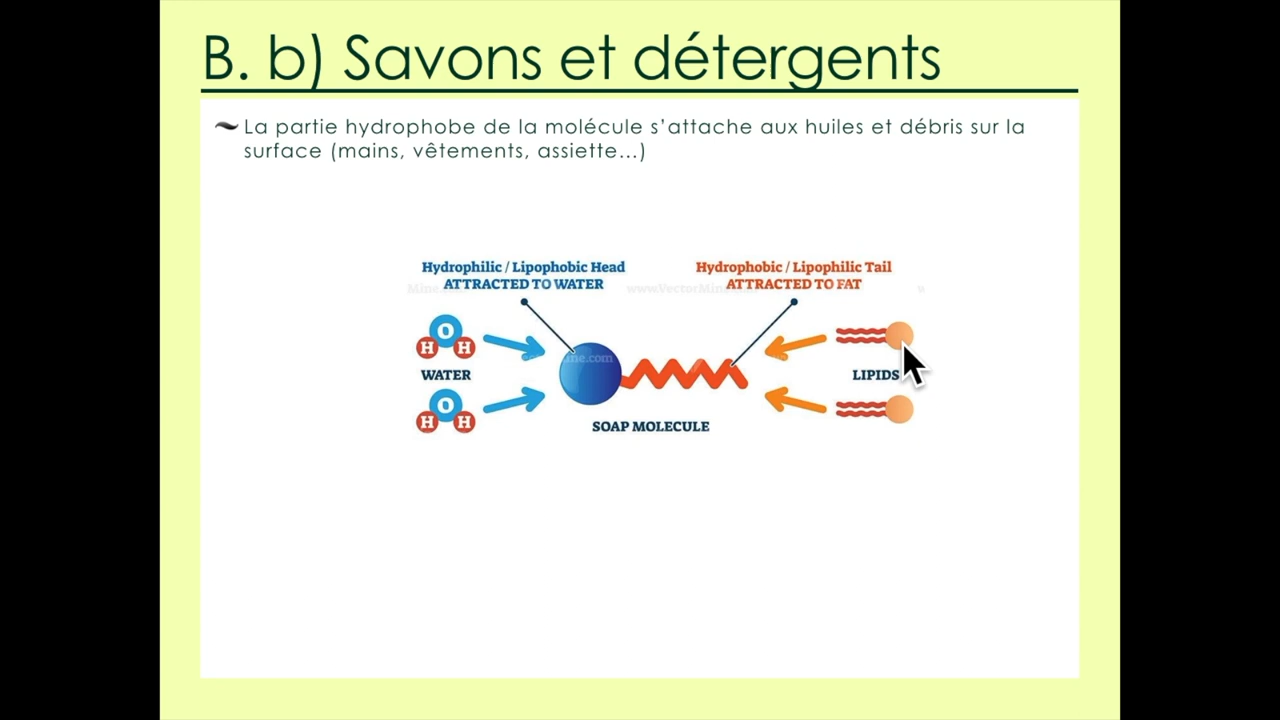 B. b) Savons et détergents
La partie hydrophobe de la molécule s'attache aux huiles et débris sur la
surface (mains, vêtements, assiette...)
Hydrophilic / Lipophobic Head
ATTRACTED TO WATER
Hydrophobic / Lipophilic Tail
ATTRACTED TO FAT
O
H H
WATER
O
H H
SOAP MOLECULE
LIPIDS